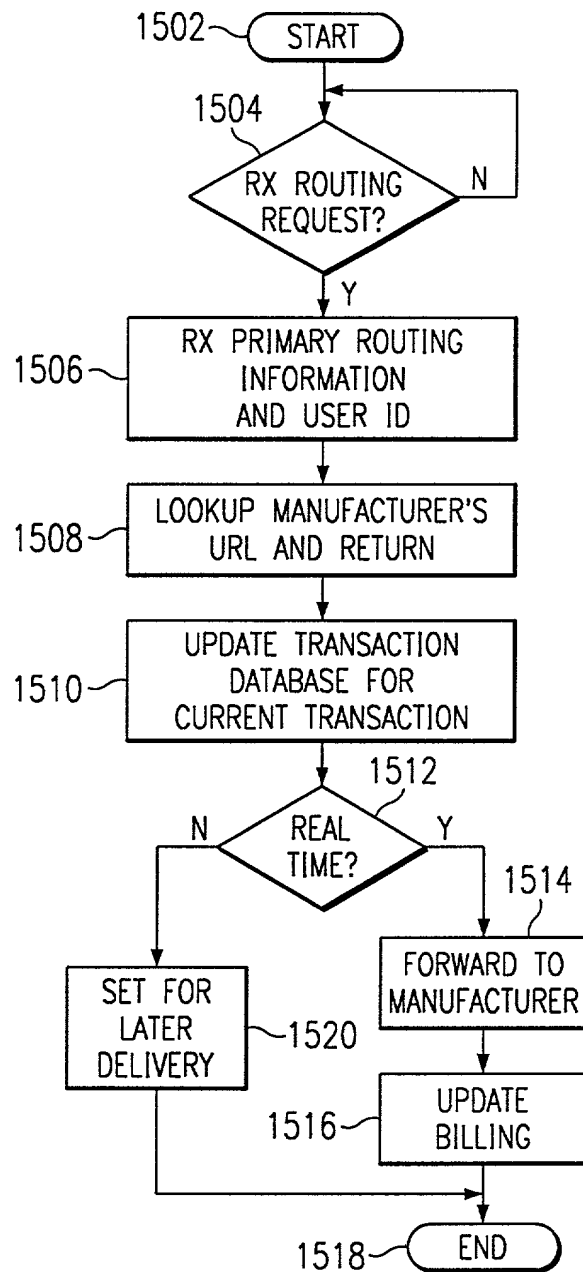 1502
START
1504
RX ROUTING
REQUEST?
N
Y
1506
RX PRIMARY ROUTING
INFORMATION
AND USER ID
1508
LOOKUP MANUFACTURER'S
URL AND RETURN
1510
UPDATE TRANSACTION
DATABASE FOR
CURRENT TRANSACTION
1512
N
REAL
TIME?
Y
1514
FORWARD TO
MANUFACTURER
SET FOR
LATER
DELIVERY
1520
1516
UPDATE
BILLING
1518
END